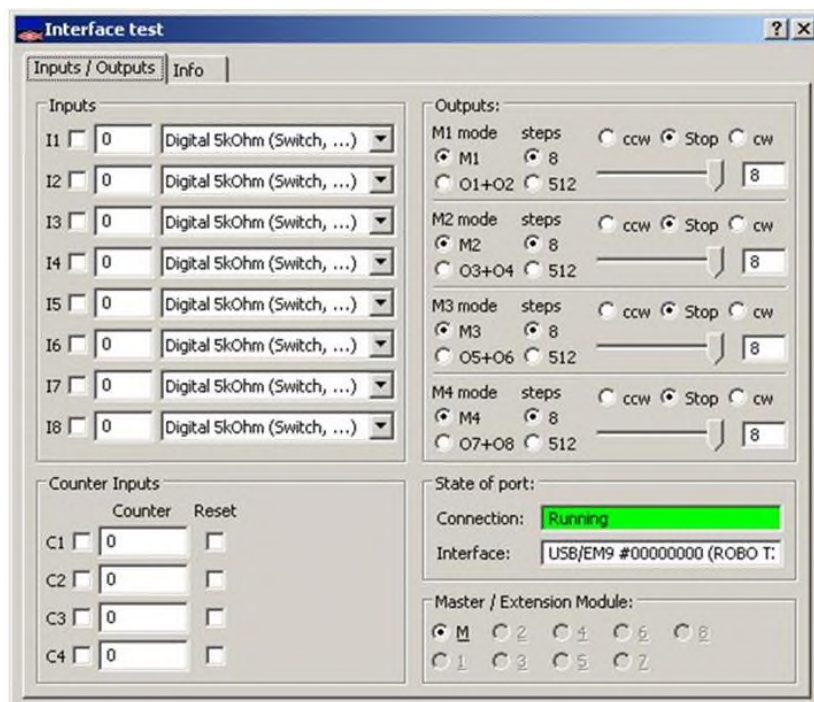 Interface test
Inputs / Outputs Info
Inputs
I1 0 Digital 5kOhm (Switch, ...)
I2 0 Digital 5kOhm (Switch, ...)
I3 0 Digital 5kOhm (Switch, ...)
I4 0 Digital 5kOhm (Switch, ...)
I5 0 Digital 5kOhm (Switch, ...)
I6 0 Digital 5kOhm (Switch, ...)
I7 0 Digital 5kOhm (Switch, ...)
I8 0 Digital 5kOhm (Switch, ...)
Counter Inputs
Counter Reset
C1 0
C2 0
C3 0
C4 0
Outputs:
M1 mode steps ccw Stop cw
M1 8
O1+O2 512 8
M2 mode steps ccw Stop cw
M2 8
O3+O4 512 8
M3 mode steps ccw Stop cw
M3 8
O5+O6 512 8
M4 mode steps ccw Stop cw
M4 8
O7+O8 512 8
State of port:
Connection: Running
Interface: USB/EM9 #00000000 (ROBO T
Master / Extension Module:
M 2 4 6 8
1 3 5 7